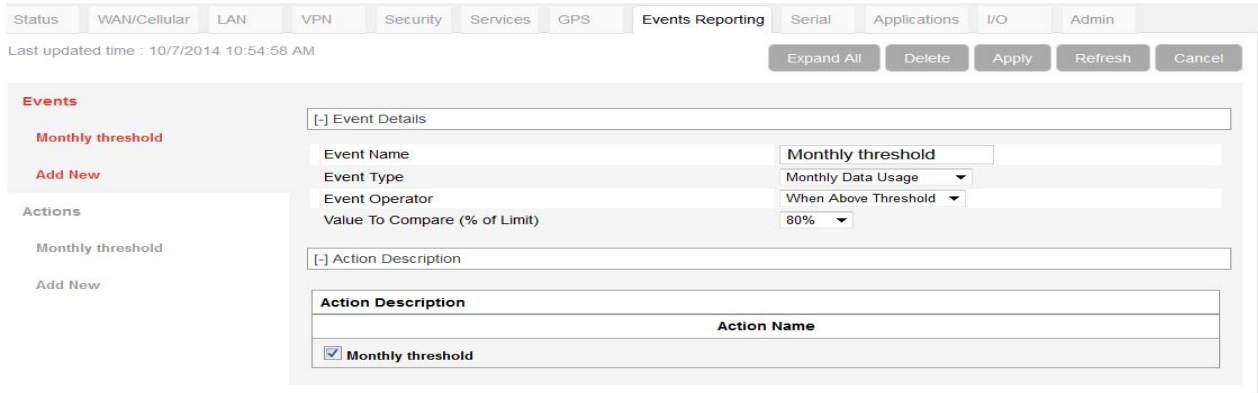 Status WAN/Cellular LAN VPN Security Services GPS Events Reporting Serial Applications I/O Admin
Last updated time : 10/7/2014 10:54:58 AM
Expand All Delete Apply Refresh Cancel
Events
Monthly threshold
Add New
Actions
Monthly threshold
Add New
[-] Event Details
Event Name Monthly threshold
Event Type Monthly Data Usage
Event Operator When Above Threshold
Value To Compare (% of Limit) 80%
[-] Action Description
Action Description
Action Name
Monthly threshold